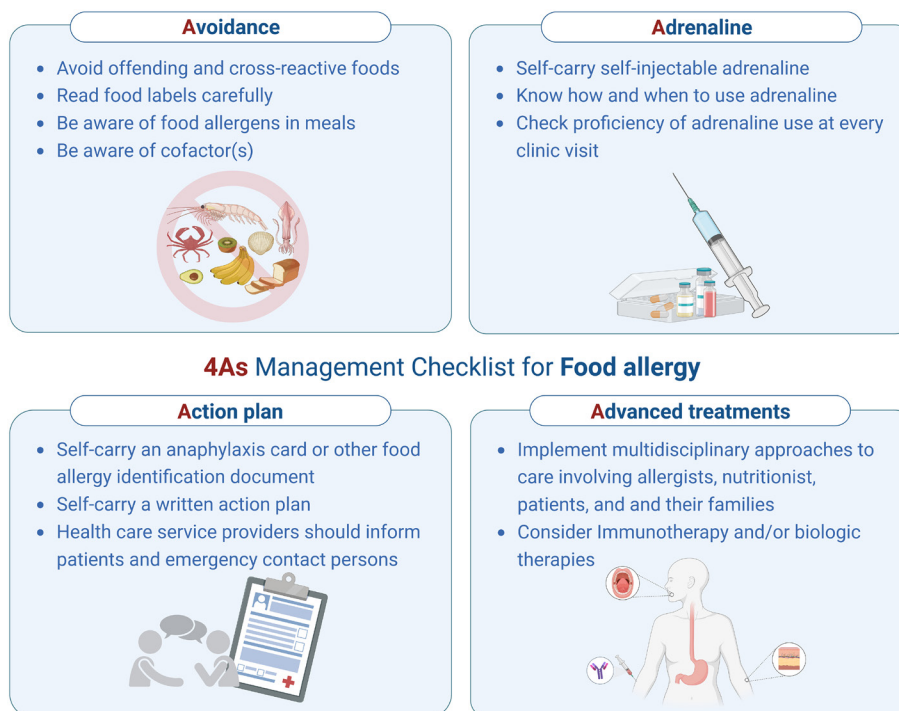 Avoidance
• Avoid offending and cross-reactive foods
• Read food labels carefully
• Be aware of food allergens in meals
• Be aware of cofactor(s)
Adrenaline
• Self-carry self-injectable adrenaline
• Know how and when to use adrenaline
• Check proficiency of adrenaline use at every
clinic visit
4As Management Checklist for Food allergy
Action plan
• Self-carry an anaphylaxis card or other food
allergy identification document
• Self-carry a written action plan
• Health care service providers should inform
patients and emergency contact persons
Advanced treatments
• Implement multidisciplinary approaches to
care involving allergists, nutritionist,
patients, and and their families
• Consider Immunotherapy and/or biologic
therapies